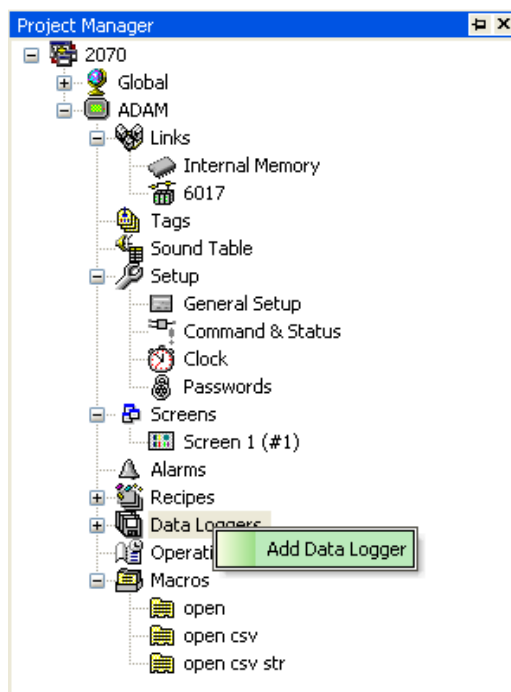 Project Manager
2070
Global
ADAM
Links
Internal Memory
6017
Tags
Sound Table
Setup
General Setup
Command & Status
Clock
Passwords
Screens
Screen 1 (#1)
Alarms
Recipes
Data Loggers
Add Data Logger
Operati
Macros
open
open csv
open csv str